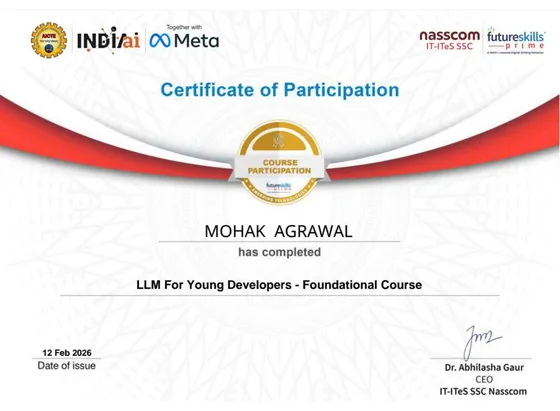 AICTE
INDIAai
Together with
Meta
nasscom
IT-ITeS SSC
futureskills
prime
Certificate of Participation
COURSE
PARTICIPATION
futureskills
prime
MOHAK AGRAWAL
has completed
LLM For Young Developers - Foundational Course
12 Feb 2026
Date of issue
Dr. Abhilasha Gaur
CEO
IT-ITeS SSC Nasscom